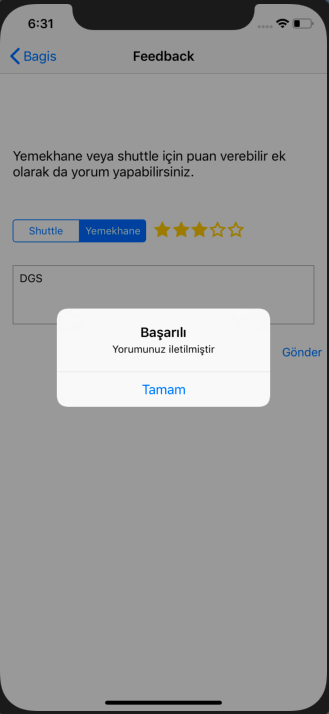 6:31
Bagis
Feedback
Yemekhane veya shuttle için puan verebilir ek
olarak da yorum yapabilirsiniz.
Shuttle
Yemekhane
DGS
Başarılı
Yorumunuz iletilmiştir
Tamam
Gönder